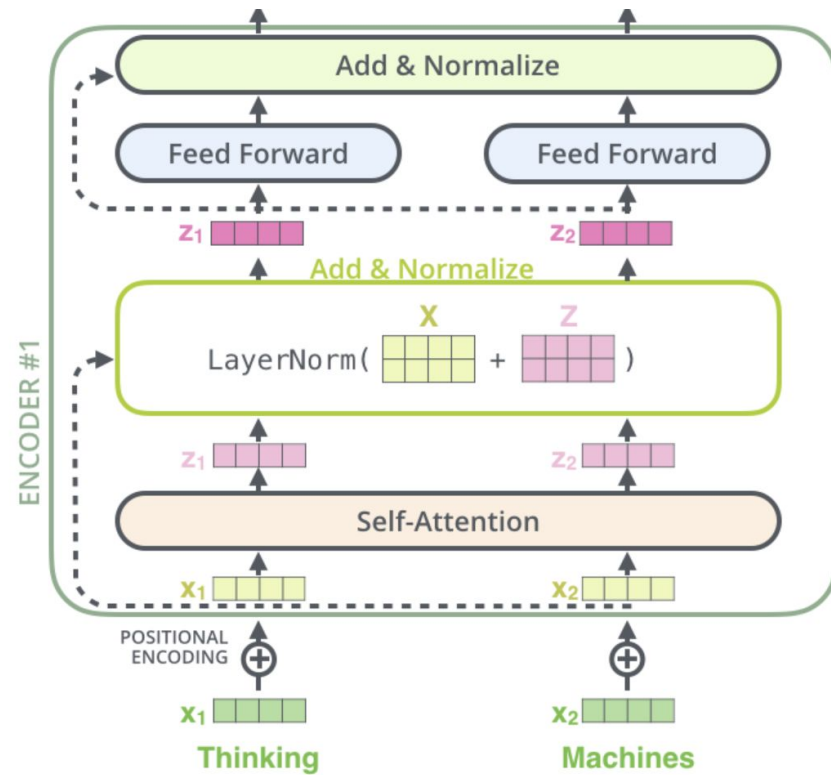 Add & Normalize
Feed Forward Feed Forward
z1 z2
Add & Normalize
X Z
LayerNorm( + )
ENCODER #1
z1 z2
Self-Attention
x1 x2
POSITIONAL
ENCODING
x1 x2
Thinking Machines